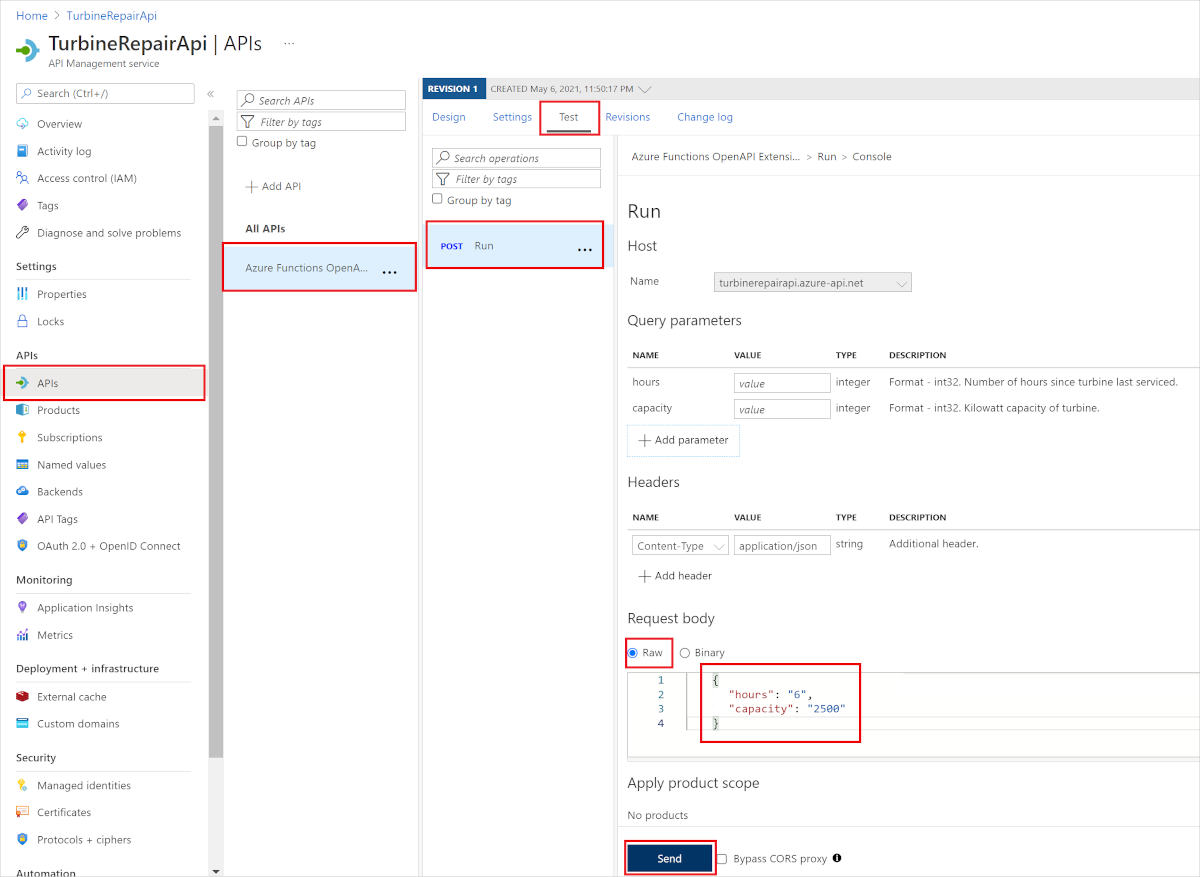 Home > TurbineRepairApi
TurbineRepairApi | APIs ...
API Management service
Search (Ctrl+/) «
Overview
Activity log
Access control (IAM)
Tags
Diagnose and solve problems
Settings
Properties
Locks
APIs
APIs
Products
Subscriptions
Named values
Backends
API Tags
OAuth 2.0 + OpenID Connect
Monitoring
Application Insights
Metrics
Deployment + infrastructure
External cache
Custom domains
Security
Managed identities
Certificates
Protocols + ciphers
Automation
Search APIs
Filter by tags
Group by tag
+ Add API
All APIs
Azure Functions OpenA... ...
REVISION 1 CREATED May 6, 2021, 11:50:17 PM
Design Settings Test Revisions Change log
Search operations
Filter by tags
Group by tag
POST Run ...
Azure Functions OpenAPI Extensi... > Run > Console
Run
Host
Name turbinerepairapi.azure-api.net
Query parameters
NAME VALUE TYPE DESCRIPTION
hours value integer Format - int32. Number of hours since turbine last serviced.
capacity value integer Format - int32. Kilowatt capacity of turbine.
+ Add parameter
Headers
NAME VALUE TYPE DESCRIPTION
Content-Type application/json string Additional header.
+ Add header
Request body
Raw Binary
1 {
2 "hours": "6",
3 "capacity": "2500"
4 }
Apply product scope
No products
Send Bypass CORS proxy